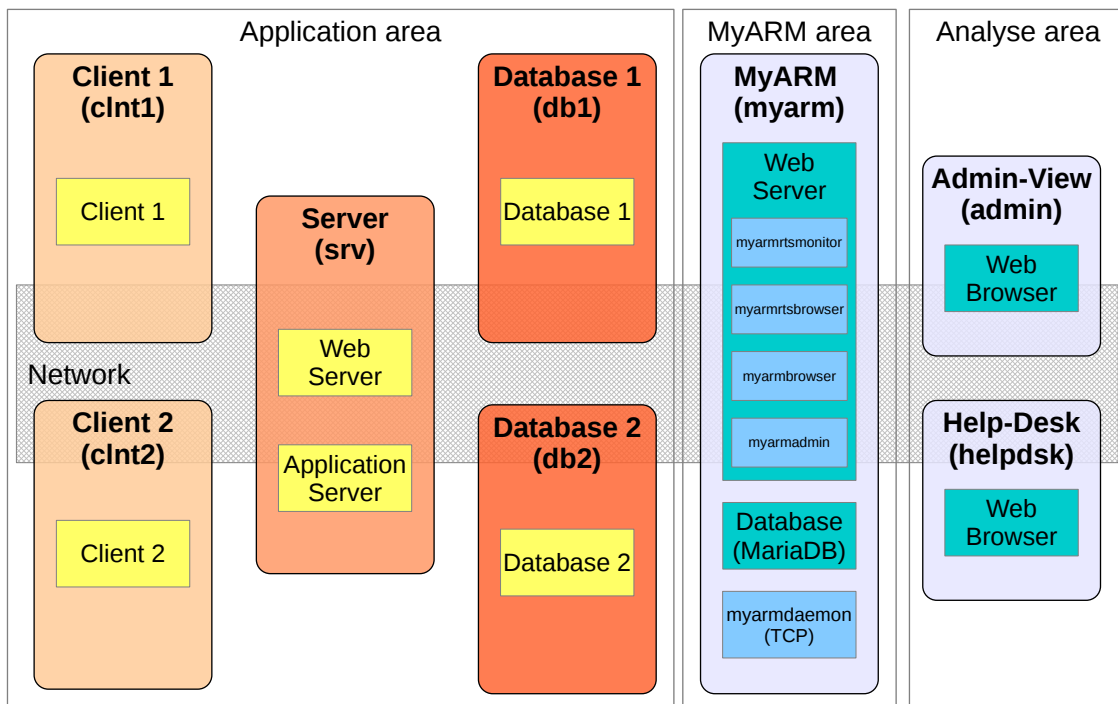 Application area
MyARM area
Analyse area
Client 1
(clnt1)
Client 1
Server
(srv)
Web
Server
Application
Server
Database 1
(db1)
Database 1
Network
Client 2
(clnt2)
Client 2
Database 2
(db2)
Database 2
MyARM
(myarm)
Web
Server
myarmrtsmonitor
myarmrtsbrowser
myarmbrowser
myarmadmin
Database
(MariaDB)
myarmdaemon
(TCP)
Admin-View
(admin)
Web
Browser
Help-Desk
(helpdsk)
Web
Browser